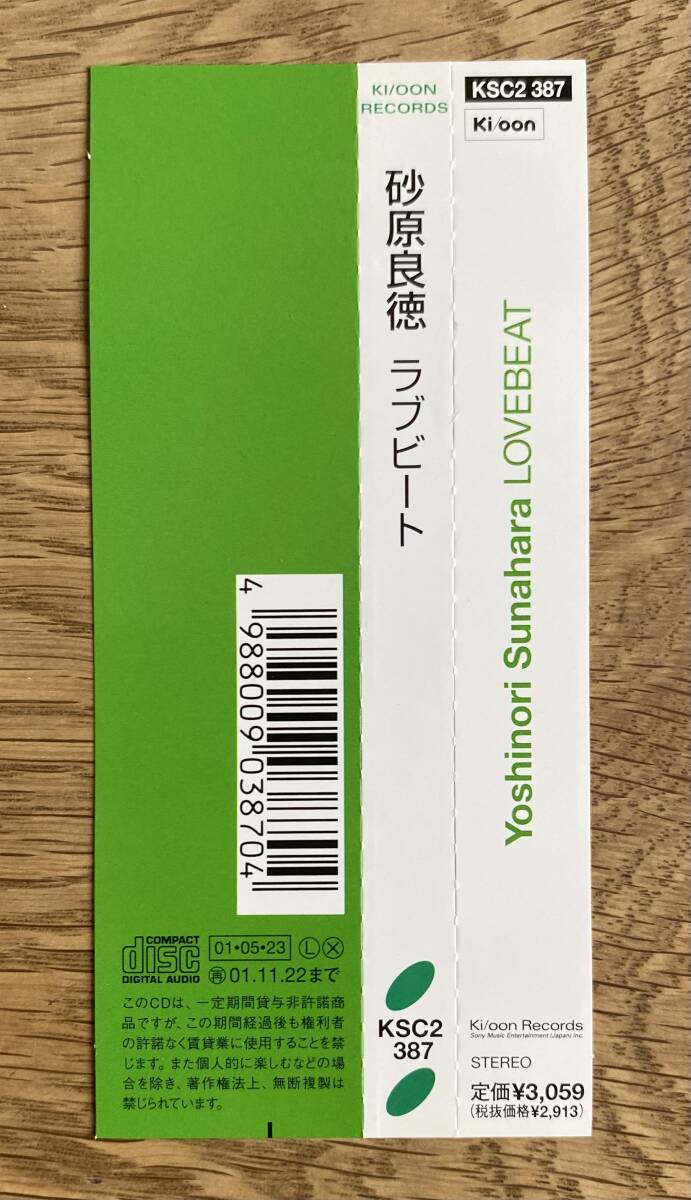 KI/OON
RECORDS
砂原良徳 ラブビート
KSC2
387
KSC2 387
Ki/oon
Yoshinori Sunahara LOVEBEAT
Ki/oon Records
Sony Music Entertainment (Japan) Inc.
STEREO
定価¥3,059
(税抜価格¥2,913)
4 988009 038704
COMPACT
disc
DIGITAL AUDIO
01•05•23 Ⓛ Ⓧ
㊢01.11.22まで
このCDは、一定期間貸与非許諾商
品ですが、この期間経過後も権利者
の許諾なく賃貸業に使用することを禁
じます。また個人的に楽しむなどの場
合を除き、著作権法上、無断複製は
禁じられています。